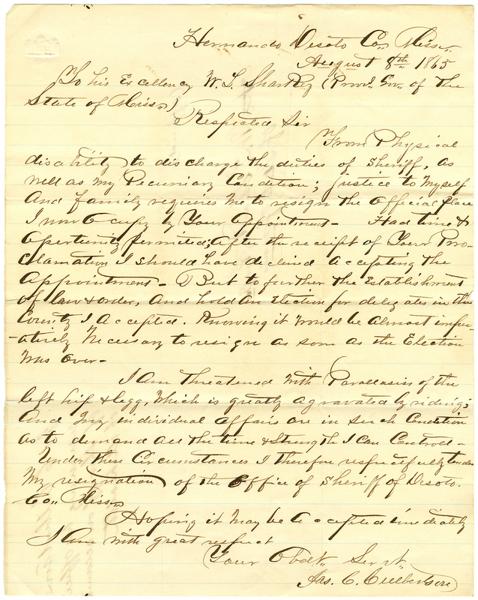 Hernando Desoto Co. Miss.
August 8th 1865
To his Excellency W. L. Sharkey (Provl. Gov. of the
State of Miss)
Respected Sir
From Physical
disability to discharge the duties of Sheriff, as
well as my Pecuniary Condition; justice to myself
And family requires me to resign the Official place
I now Occupy by Your Apointment - Had time &
Opertunity permitted; After the receipt of Your Pro-
clamation I should have declined accepting the
Appointment - But to further the Establishment
of law & order, And hold an Election for delegates in this
County I accepted. Knowing it would be almost impe-
ratively Necessary to resign as soon as the Election
Was Over -
I am threatened with Paralasis of the
left hip & legg, Which is greatly agravated by riding;
And My individual affairs are in Such Condition
as to demand all the time & Strength I Can Controll -
Under these Circumstances I therefore respectfully tender
My resignation of the Office of Sheriff of Desoto
Co. Miss
Hoping it may be accepted imediatly
I Am with great respect
Your Obdt. Servt.
Jas. C. Culbertson